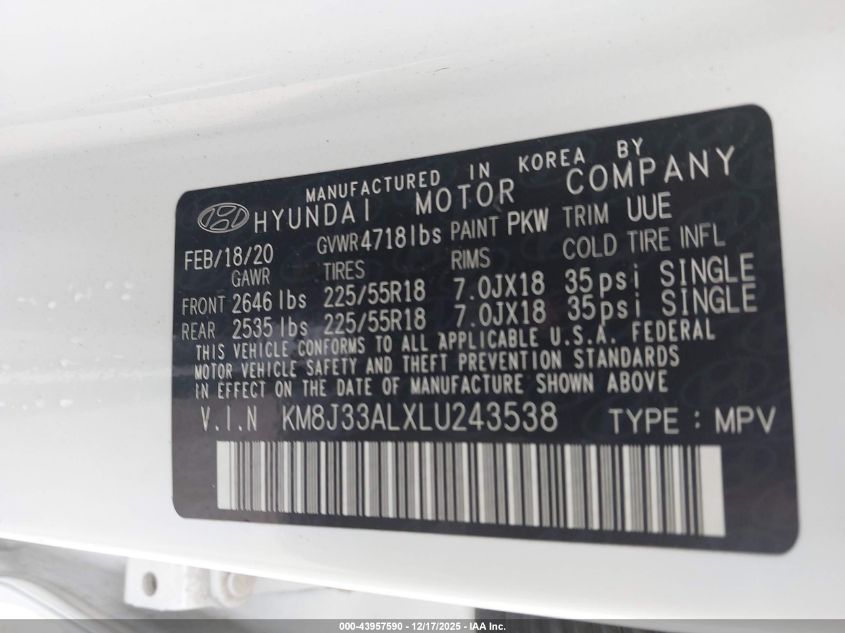 MANUFACTURED IN KOREA BY
HYUNDAI MOTOR COMPANY
FEB/18/20 GVWR 4718lbs PAINT PKW TRIM UUE
GAWR TIRES RIMS COLD TIRE INFL
FRONT 2646 lbs 225/55R18 7.0JX18 35psi SINGLE
REAR 2535 lbs 225/55R18 7.0JX18 35psi SINGLE
THIS VEHICLE CONFORMS TO ALL APPLICABLE U.S.A. FEDERAL
MOTOR VEHICLE SAFETY AND THEFT PREVENTION STANDARDS
IN EFFECT ON THE DATE OF MANUFACTURE SHOWN ABOVE
V.I.N KM8J33ALXLU243538 TYPE : MPV
000-43957590 - 12/17/2025 - IAA, Inc.